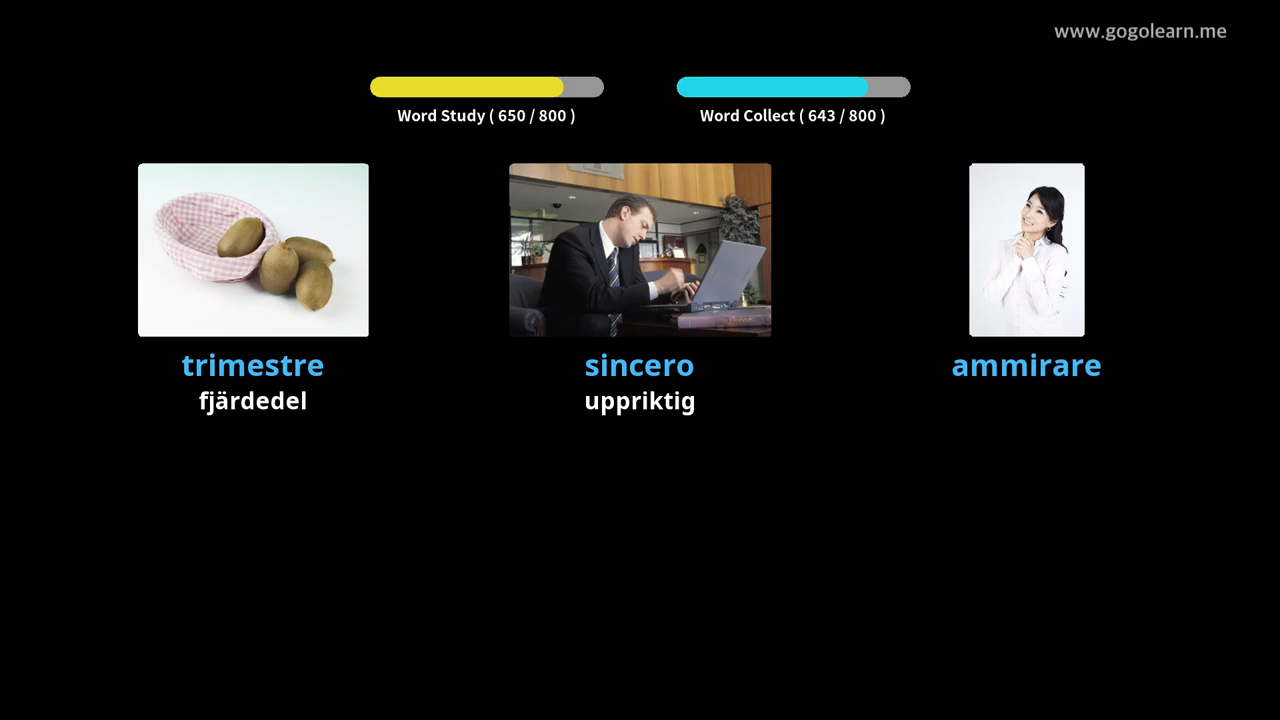 www.gogolearn.me
Word Study ( 650 / 800 )
Word Collect ( 643 / 800 )
trimestre
fjärdedel
sincero
uppriktig
ammirare